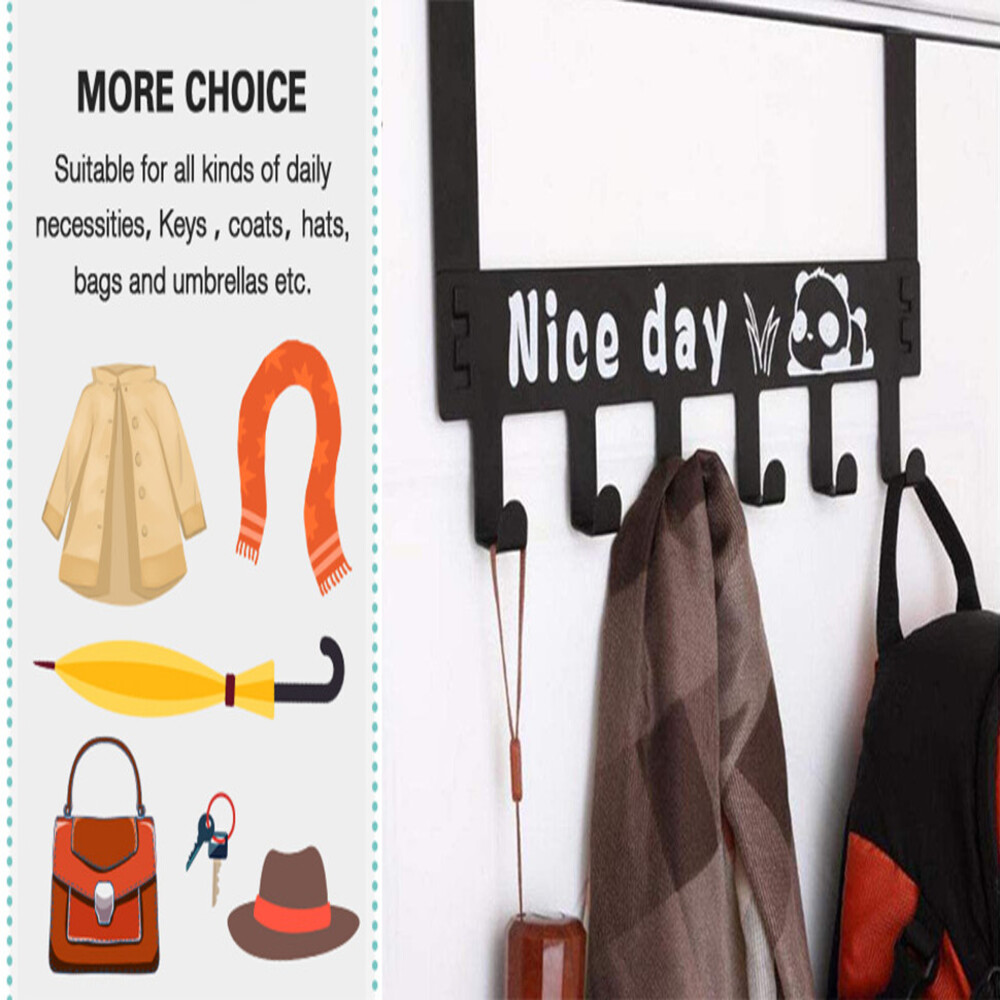 MORE CHOICE
Suitable for all kinds of daily
necessities, Keys , coats, hats,
bags and umbrellas etc.
Nice day